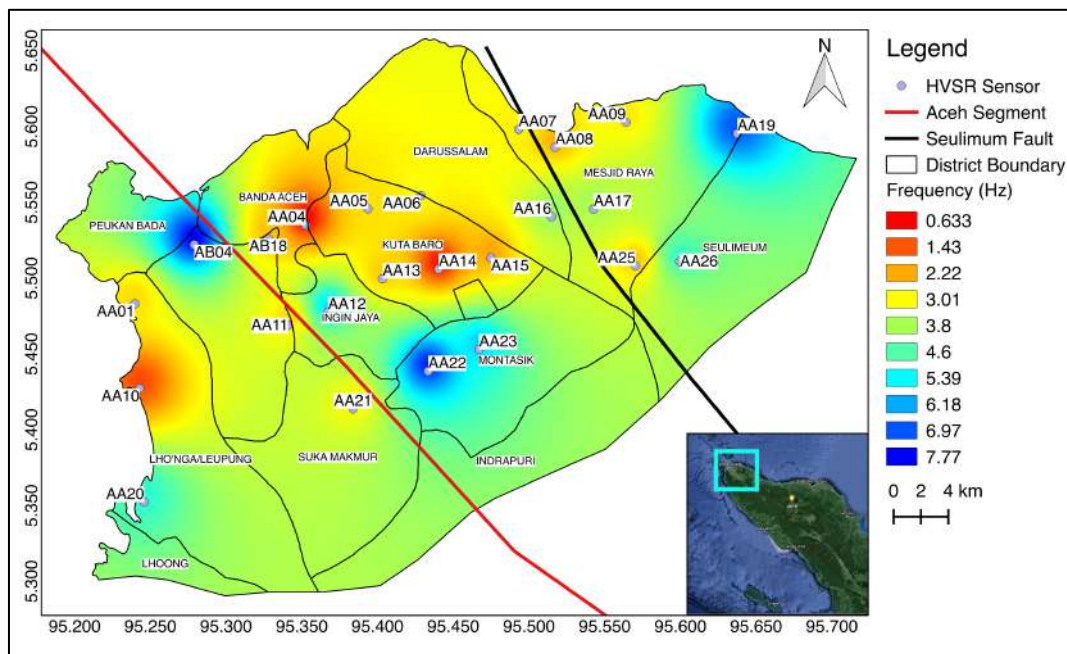 5.650
5.600
5.550
5.500
5.450
5.400
5.350
5.300
N
AA07
AA09
AA08
AA19
DARUSSALAM
MESJID RAYA
BANDA ACEH
AA05
AA06
AA04
AA16
AA17
PEUKAN BADA
AB04
AB18
KUTA BARO
SEULIMEUM
AA13
AA14
AA15
AA25
AA26
AA01
AA12
INGIN JAYA
AA11
AA23
MONTASIK
AA22
AA10
AA21
LHO'NGA/LEUPUNG
SUKA MAKMUR
INDRAPURI
AA20
LHOONG
95.200
95.250
95.300
95.350
95.400
95.450
95.500
95.550
95.600
95.650
95.700
Legend
HVSR Sensor
Aceh Segment
Seulimum Fault
District Boundary
Frequency (Hz)
0.633
1.43
2.22
3.01
3.8
4.6
5.39
6.18
6.97
7.77
0 2 4 km